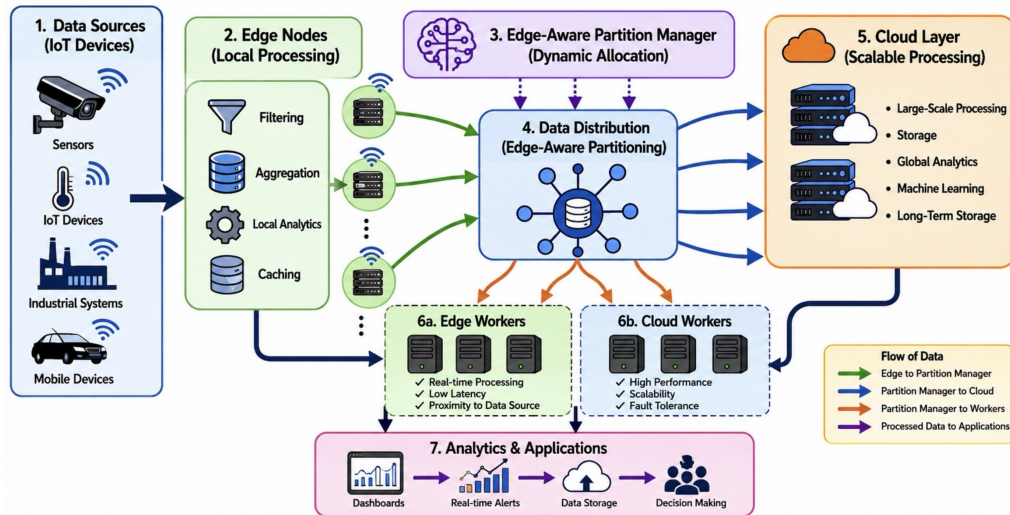 1. Data Sources
(IoT Devices)
Sensors
IoT Devices
Industrial Systems
Mobile Devices
2. Edge Nodes
(Local Processing)
Filtering
Aggregation
Local Analytics
Caching
3. Edge-Aware Partition Manager
(Dynamic Allocation)
4. Data Distribution
(Edge-Aware Partitioning)
5. Cloud Layer
(Scalable Processing)
• Large-Scale Processing
• Storage
• Global Analytics
• Machine Learning
• Long-Term Storage
6a. Edge Workers
✓ Real-time Processing
✓ Low Latency
✓ Proximity to Data Source
6b. Cloud Workers
✓ High Performance
✓ Scalability
✓ Fault Tolerance
Flow of Data
Edge to Partition Manager
Partition Manager to Cloud
Partition Manager to Workers
Processed Data to Applications
7. Analytics & Applications
Dashboards
Real-time Alerts
Data Storage
Decision Making